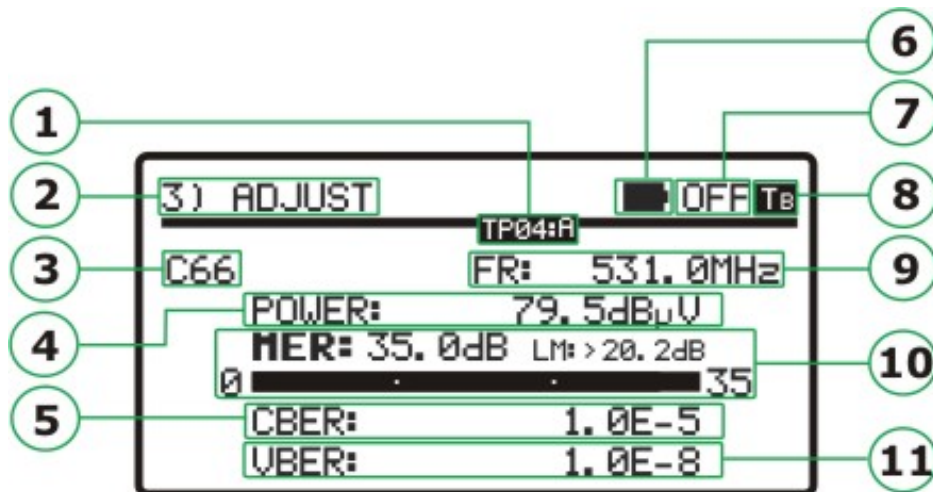 6
7
1
2
3) ADJUST
OFF TB
8
TP04:A
3
C66
FR: 531.0MHz
9
4
POWER: 79.5dBµV
MER: 35.0dB LM:>20.2dB
10
0
35
5
CBER: 1.0E-5
VBER: 1.0E-8
11